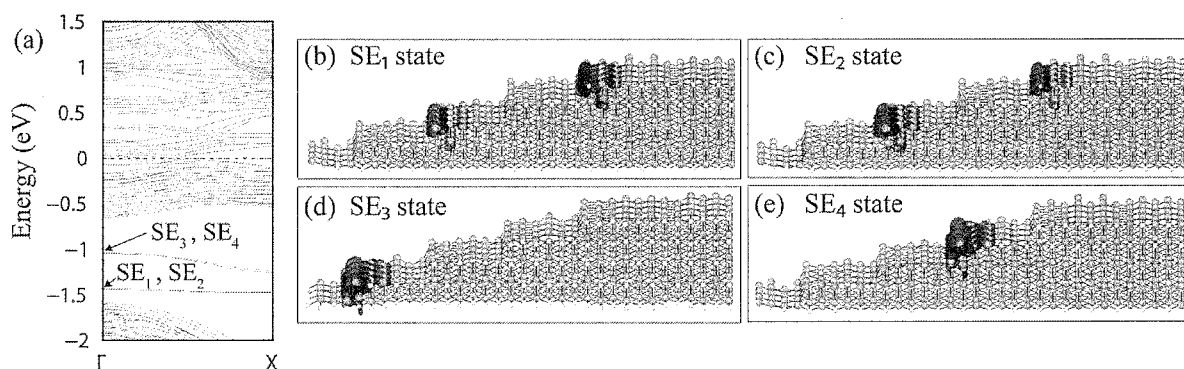 (a)
1.5
1
0.5
0
−0.5
−1
−1.5
−2
Energy (eV)
SE3 , SE4
SE1 , SE2
Γ
X
(b) SE1 state
(c) SE2 state
(d) SE3 state
(e) SE4 state